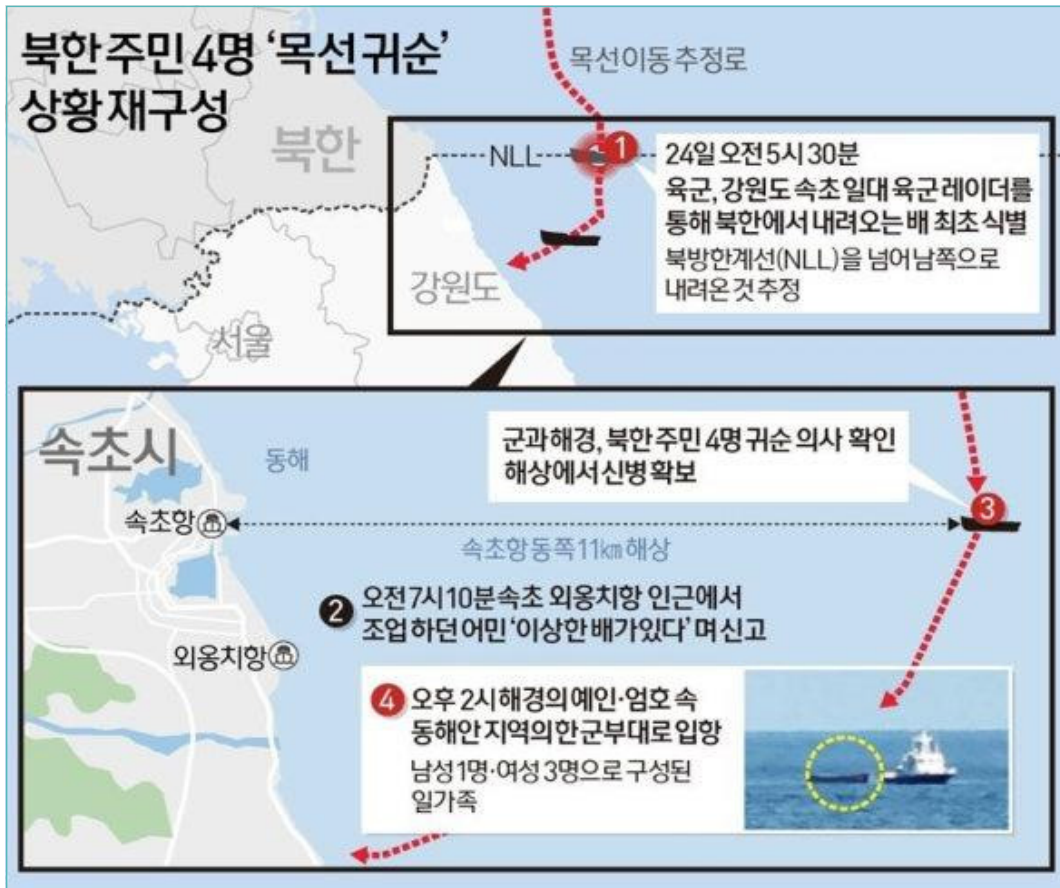 북한 주민 4명 ‘목선 귀순’
상황 재구성
목선 이동 추정로
북한
NLL
1
24일 오전 5시 30분
육군, 강원도 속초 일대 육군 레이더를
통해 북한에서 내려오는 배 최초 식별
북방한계선(NLL)을 넘어 남쪽으로
내려온 것 추정
강원도
서울
속초시
동해
군과 해경, 북한 주민 4명 귀순 의사 확인
해상에서 신병 확보
3
속초항
속초항 동쪽 11㎞ 해상
2 오전 7시 10분 속초 외옹치항 인근에서
조업 하던 어민 ‘이상한 배가 있다’ 며 신고
외옹치항
4 오후 2시 해경의 예인·엄호 속
동해안 지역의 한 군부대로 입항
남성 1명·여성 3명으로 구성된
일가족